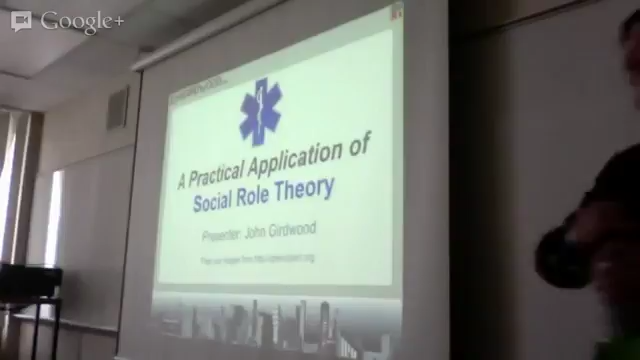 Google+
A Practical Application of
Social Role Theory
Presenter: John Girdwood